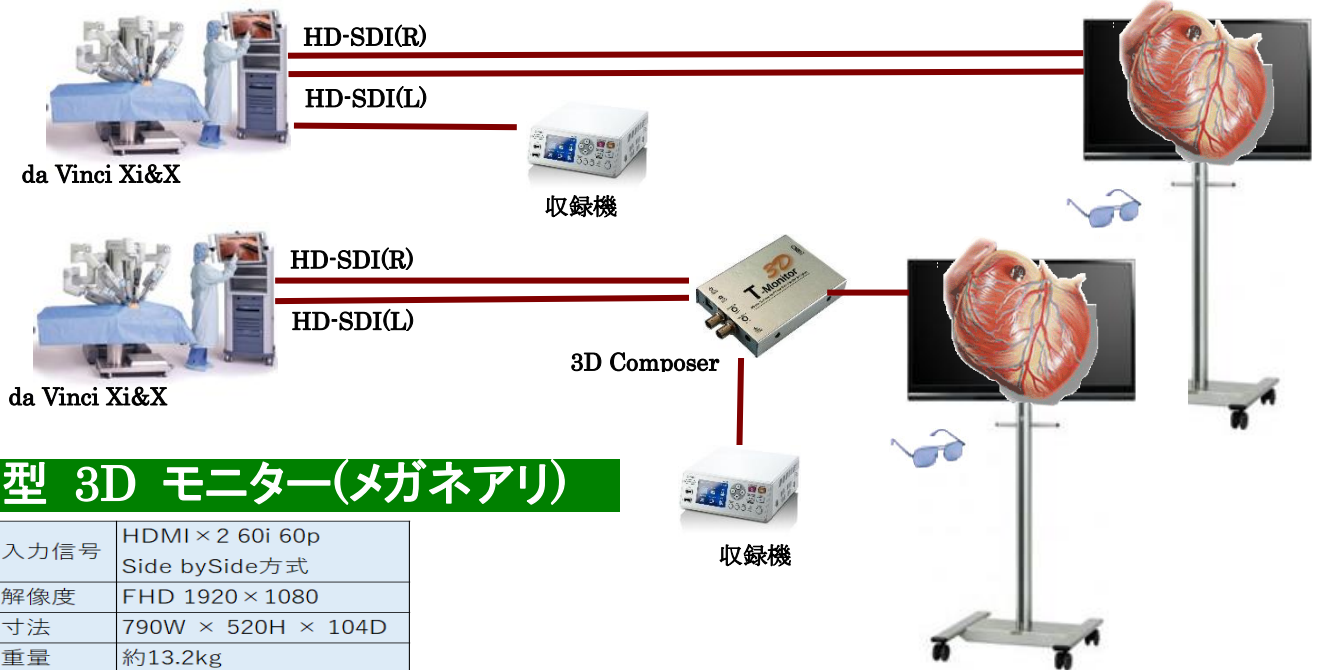 HD-SDI(R)
HD-SDI(L)
da Vinci Xi&X
収録機
HD-SDI(R)
HD-SDI(L)
da Vinci Xi&X
3D
T-Monitor
3D Composer
収録機
型 3D モニター(メガネアリ)
入力信号 HDMI×2 60i 60p
Side bySide方式
解像度 FHD 1920×1080
寸法 790W × 520H × 104D
重量 約13.2kg